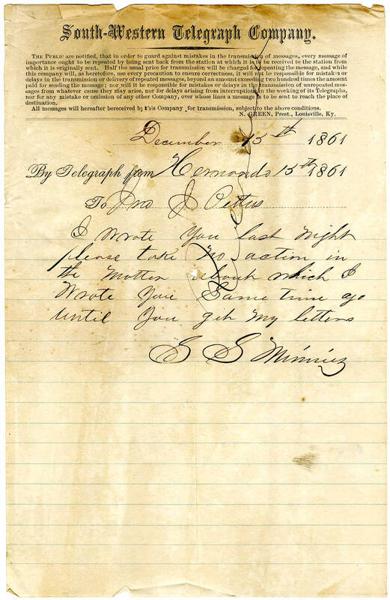 South-Western Telegraph Company.
THE PUBLIC are notified, that in order to guard against mistakes in the transmission of messages, every message of
importance ought to be repeated by being sent back from the station at which it is to be received to the station from
which it is originally sent. Half the usual price for transmission will be charged for repeating the message, and while
this company will, as heretofore, use every precaution to ensure correctness, it will not be responsible for mistakes or
delays in the transmission or delivery of repeated messages, beyond an amount exceeding two hundred times the amount
paid for sending the message; nor will it be responsible for mistakes or delays in the transmission of unrepeated mes-
sages from whatever cause they may arise, nor for delays arising from interruptions in the working of its Telegraphs,
nor for any mistake or omission of any other Company, over whose lines a message is to be sent to reach the place of
destination.
All messages will hereafter be received by this Company for transmission, subject to the above conditions.
N. GREEN, Prest., Louisville, Ky.
December 15th 1861
By Telegraph from 15th 1861
To Jno J Pettus
I Wrote You last night
please take no action in
the Matter about which I
Wrote You Some time ago
until You get my letters